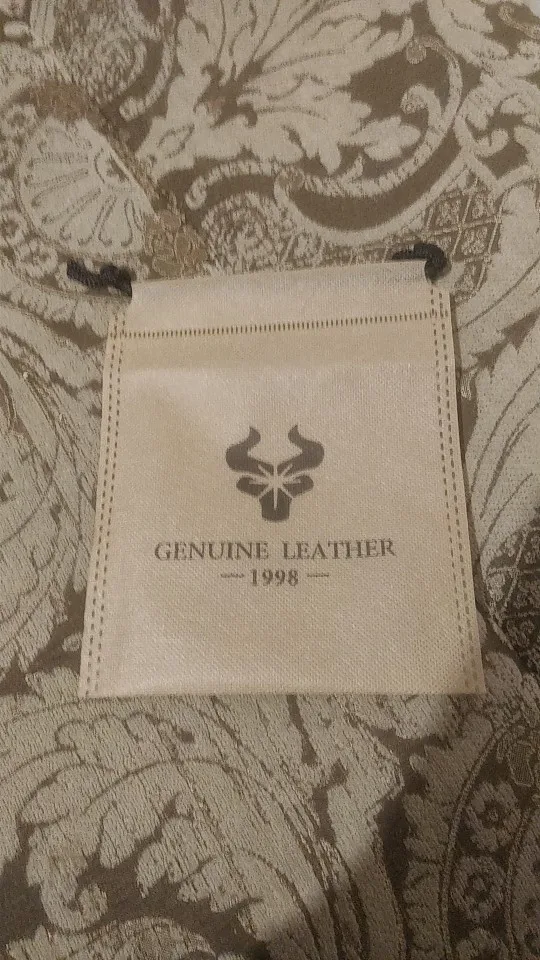 GENUINE LEATHER
— 1998 —